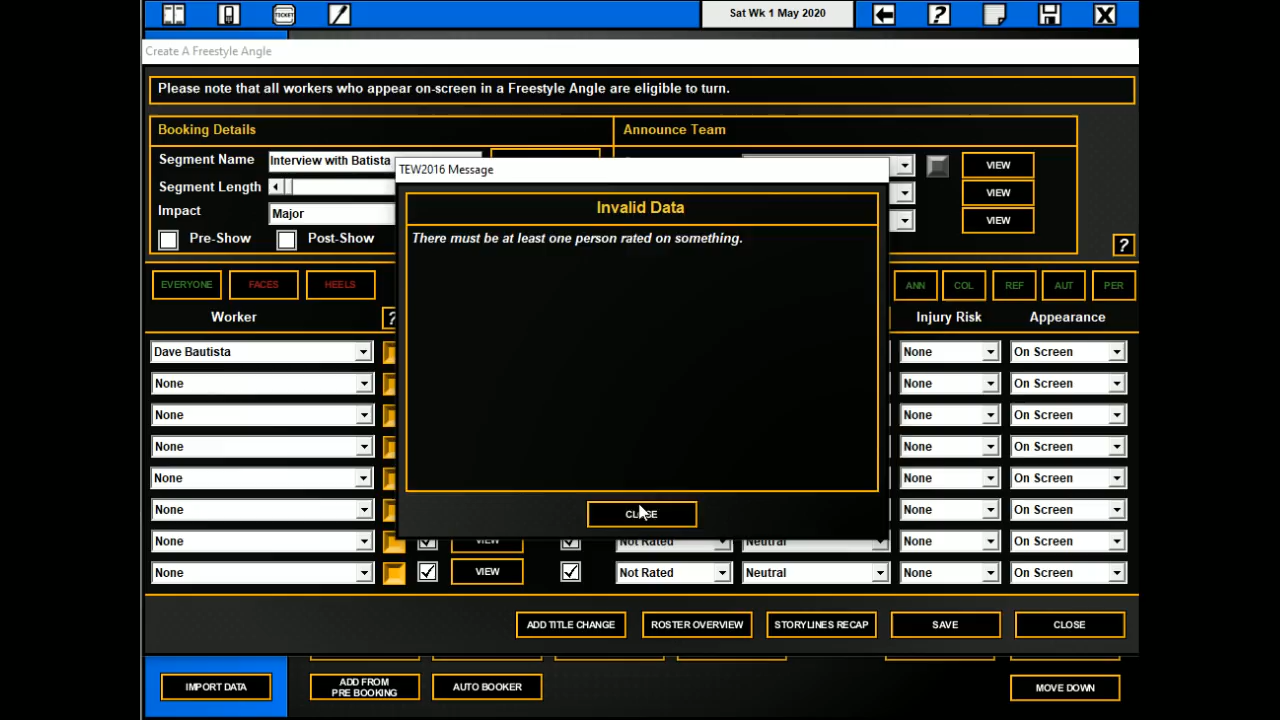 TICKET
Sat Wk 1 May 2020
?
X
Create A Freestyle Angle
Please note that all workers who appear on-screen in a Freestyle Angle are eligible to turn.
Booking Details
Announce Team
Segment Name
Interview with Batista
VIEW
Segment Length
VIEW
Impact
Major
VIEW
Pre-Show
Post-Show
?
TEW2016 Message
Invalid Data
There must be at least one person rated on something.
CLOSE
EVERYONE
FACES
HEELS
ANN
COL
REF
AUT
PER
Worker
?
Injury Risk
Appearance
Dave Bautista
None
On Screen
None
None
On Screen
None
None
On Screen
None
None
On Screen
None
None
On Screen
None
None
On Screen
None
VIEW
Not Rated
Neutral
None
On Screen
None
VIEW
Not Rated
Neutral
None
On Screen
ADD TITLE CHANGE
ROSTER OVERVIEW
STORYLINES RECAP
SAVE
CLOSE
IMPORT DATA
ADD FROM
PRE BOOKING
AUTO BOOKER
MOVE DOWN